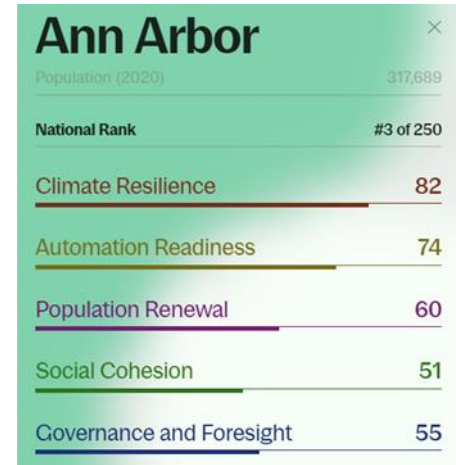 Ann Arbor
Population (2020) 317,689
National Rank #3 of 250
Climate Resilience 82
Automation Readiness 74
Population Renewal 60
Social Cohesion 51
Governance and Foresight 55